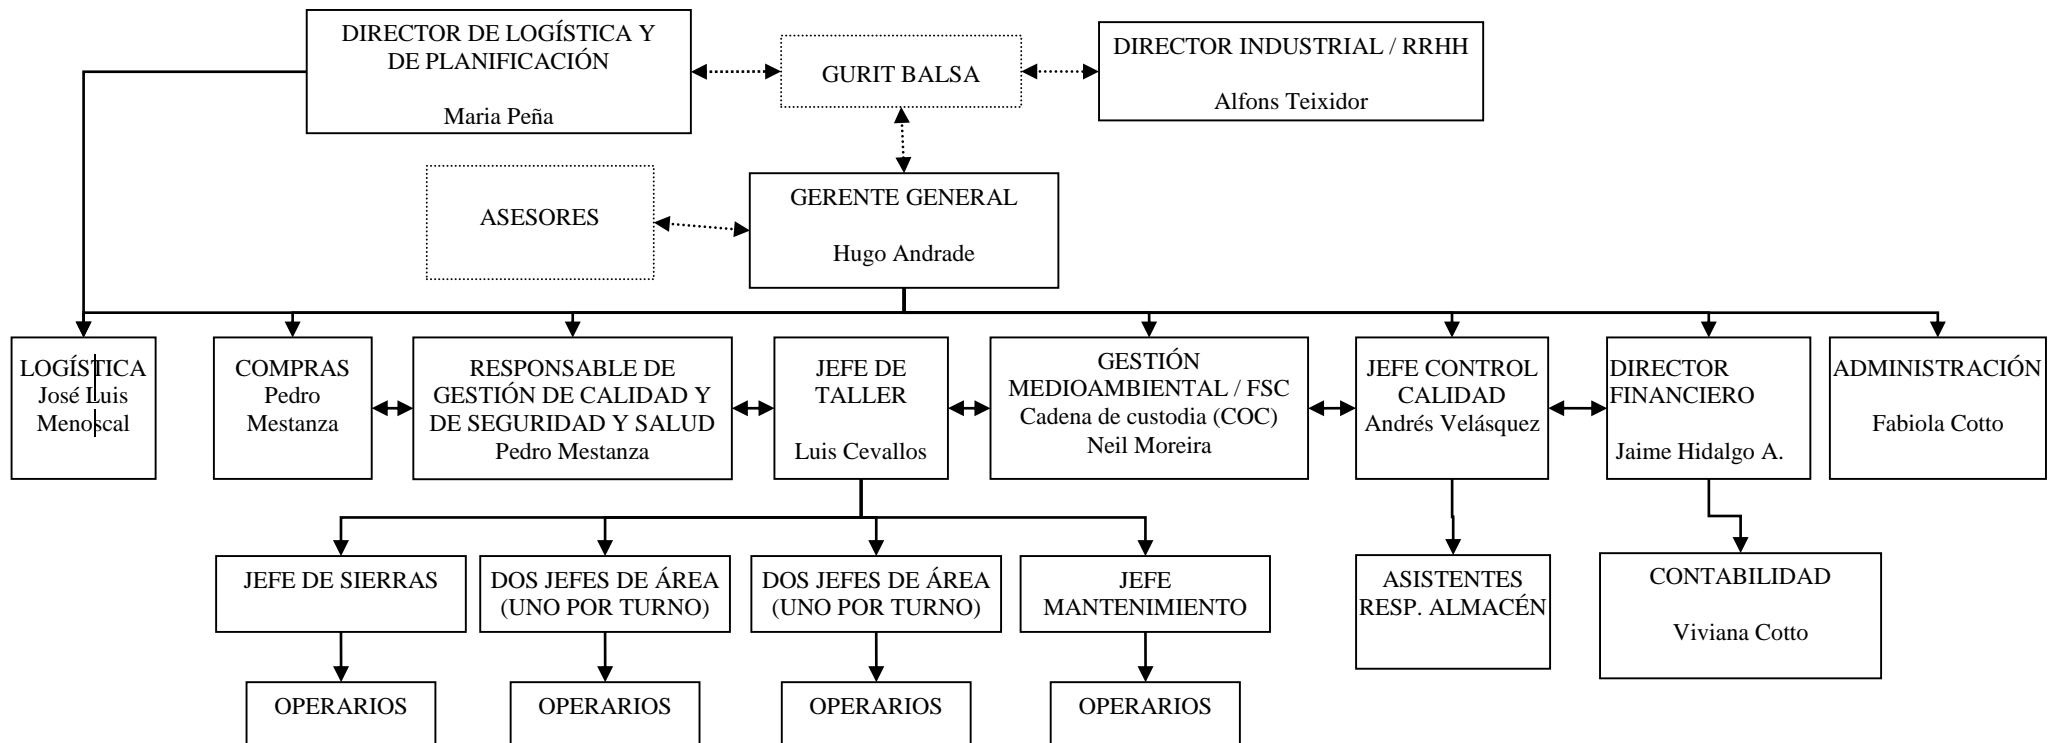 DIRECTOR DE LOGÍSTICA Y
DE PLANIFICACIÓN
Maria Peña
GURIT BALSA
DIRECTOR INDUSTRIAL / RRHH
Alfons Teixidor
ASESORES
GERENTE GENERAL
Hugo Andrade
LOGÍSTICA
José Luis
Menoscal
COMPRAS
Pedro
Mestanza
RESPONSABLE DE
GESTIÓN DE CALIDAD Y
DE SEGURIDAD Y SALUD
Pedro Mestanza
JEFE DE
TALLER
Luis Cevallos
GESTIÓN
MEDIOAMBIENTAL / FSC
Cadena de custodia (COC)
Neil Moreira
JEFE CONTROL
CALIDAD
Andrés Velásquez
DIRECTOR
FINANCIERO
Jaime Hidalgo A.
ADMINISTRACIÓN
Fabiola Cotto
JEFE DE SIERRAS
DOS JEFES DE ÁREA
(UNO POR TURNO)
DOS JEFES DE ÁREA
(UNO POR TURNO)
JEFE
MANTENIMIENTO
ASISTENTES
RESP. ALMACÉN
CONTABILIDAD
Viviana Cotto
OPERARIOS
OPERARIOS
OPERARIOS
OPERARIOS